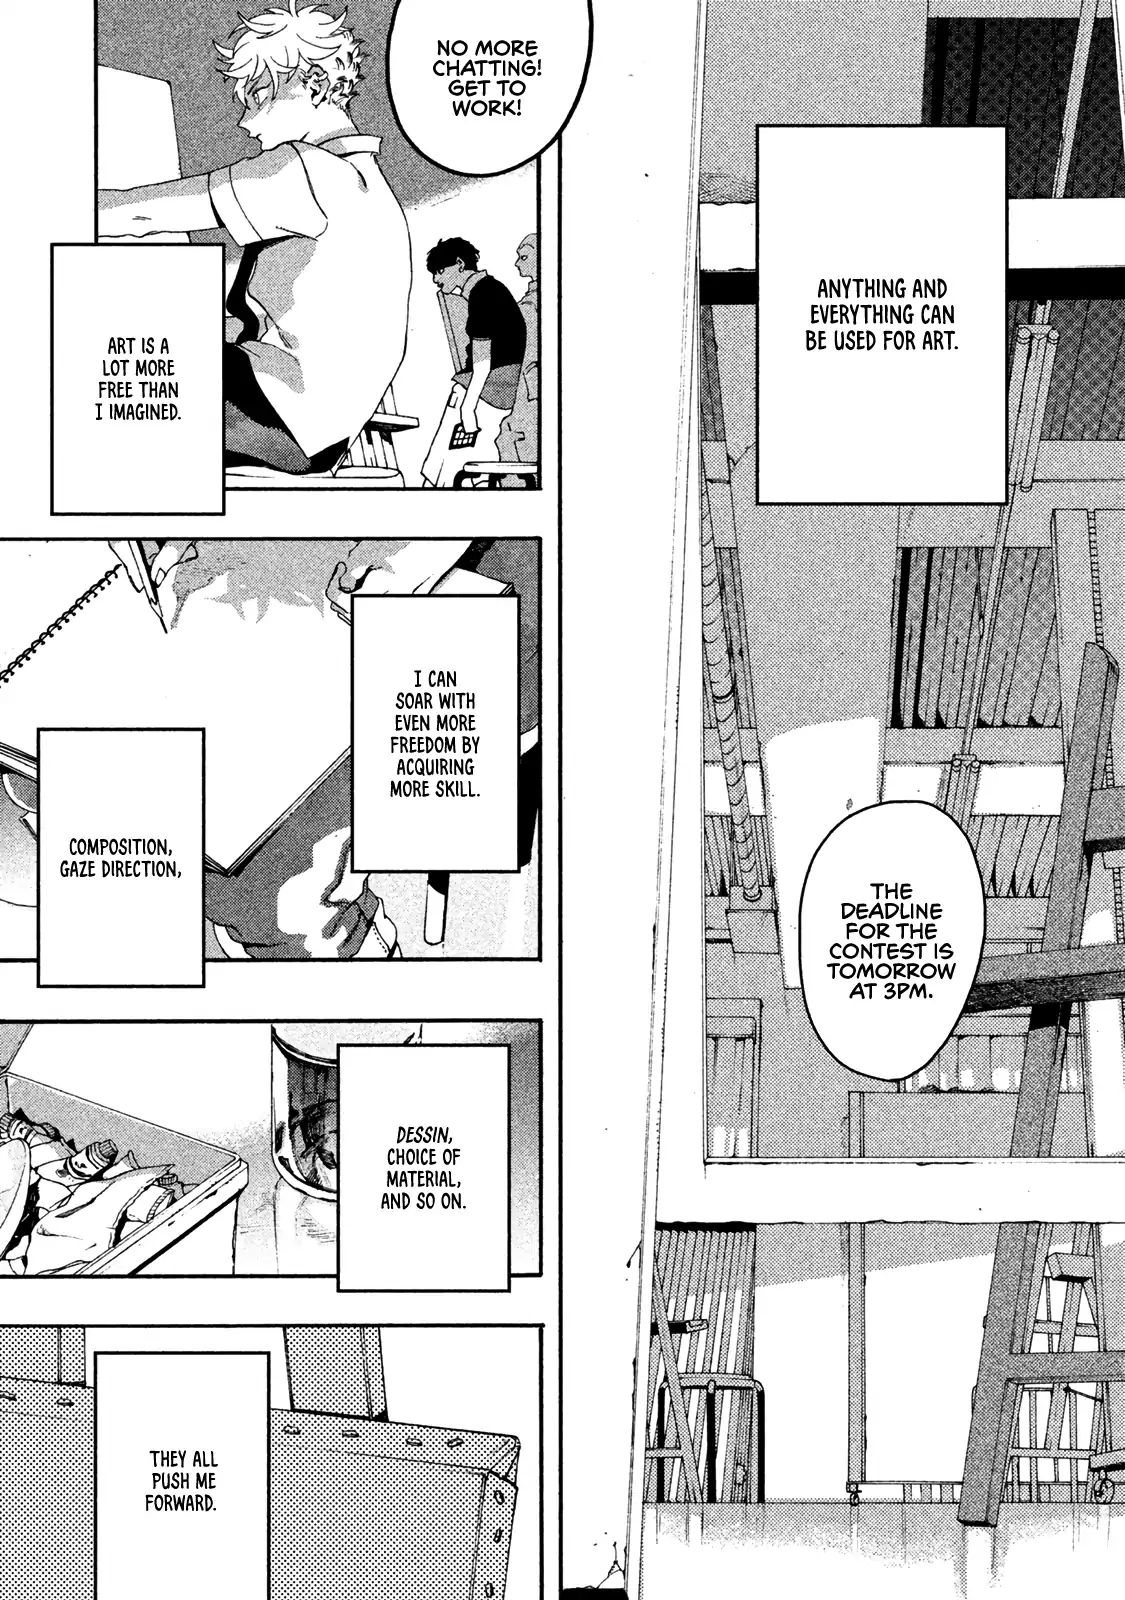 ANYTHING AND
EVERYTHING CAN
BE USED FOR ART.
THE
DEADLINE
FOR THE
CONTEST IS
TOMORROW
AT 3PM.
NO MORE
CHATTING!
GET TO
WORK!
ART IS A
LOT MORE
FREE THAN
I IMAGINED.
I CAN
SOAR WITH
EVEN MORE
FREEDOM BY
ACQUIRING
MORE SKILL.
COMPOSITION,
GAZE DIRECTION,
DESSIN,
CHOICE OF
MATERIAL,
AND SO ON.
THEY ALL
PUSH ME
FORWARD.